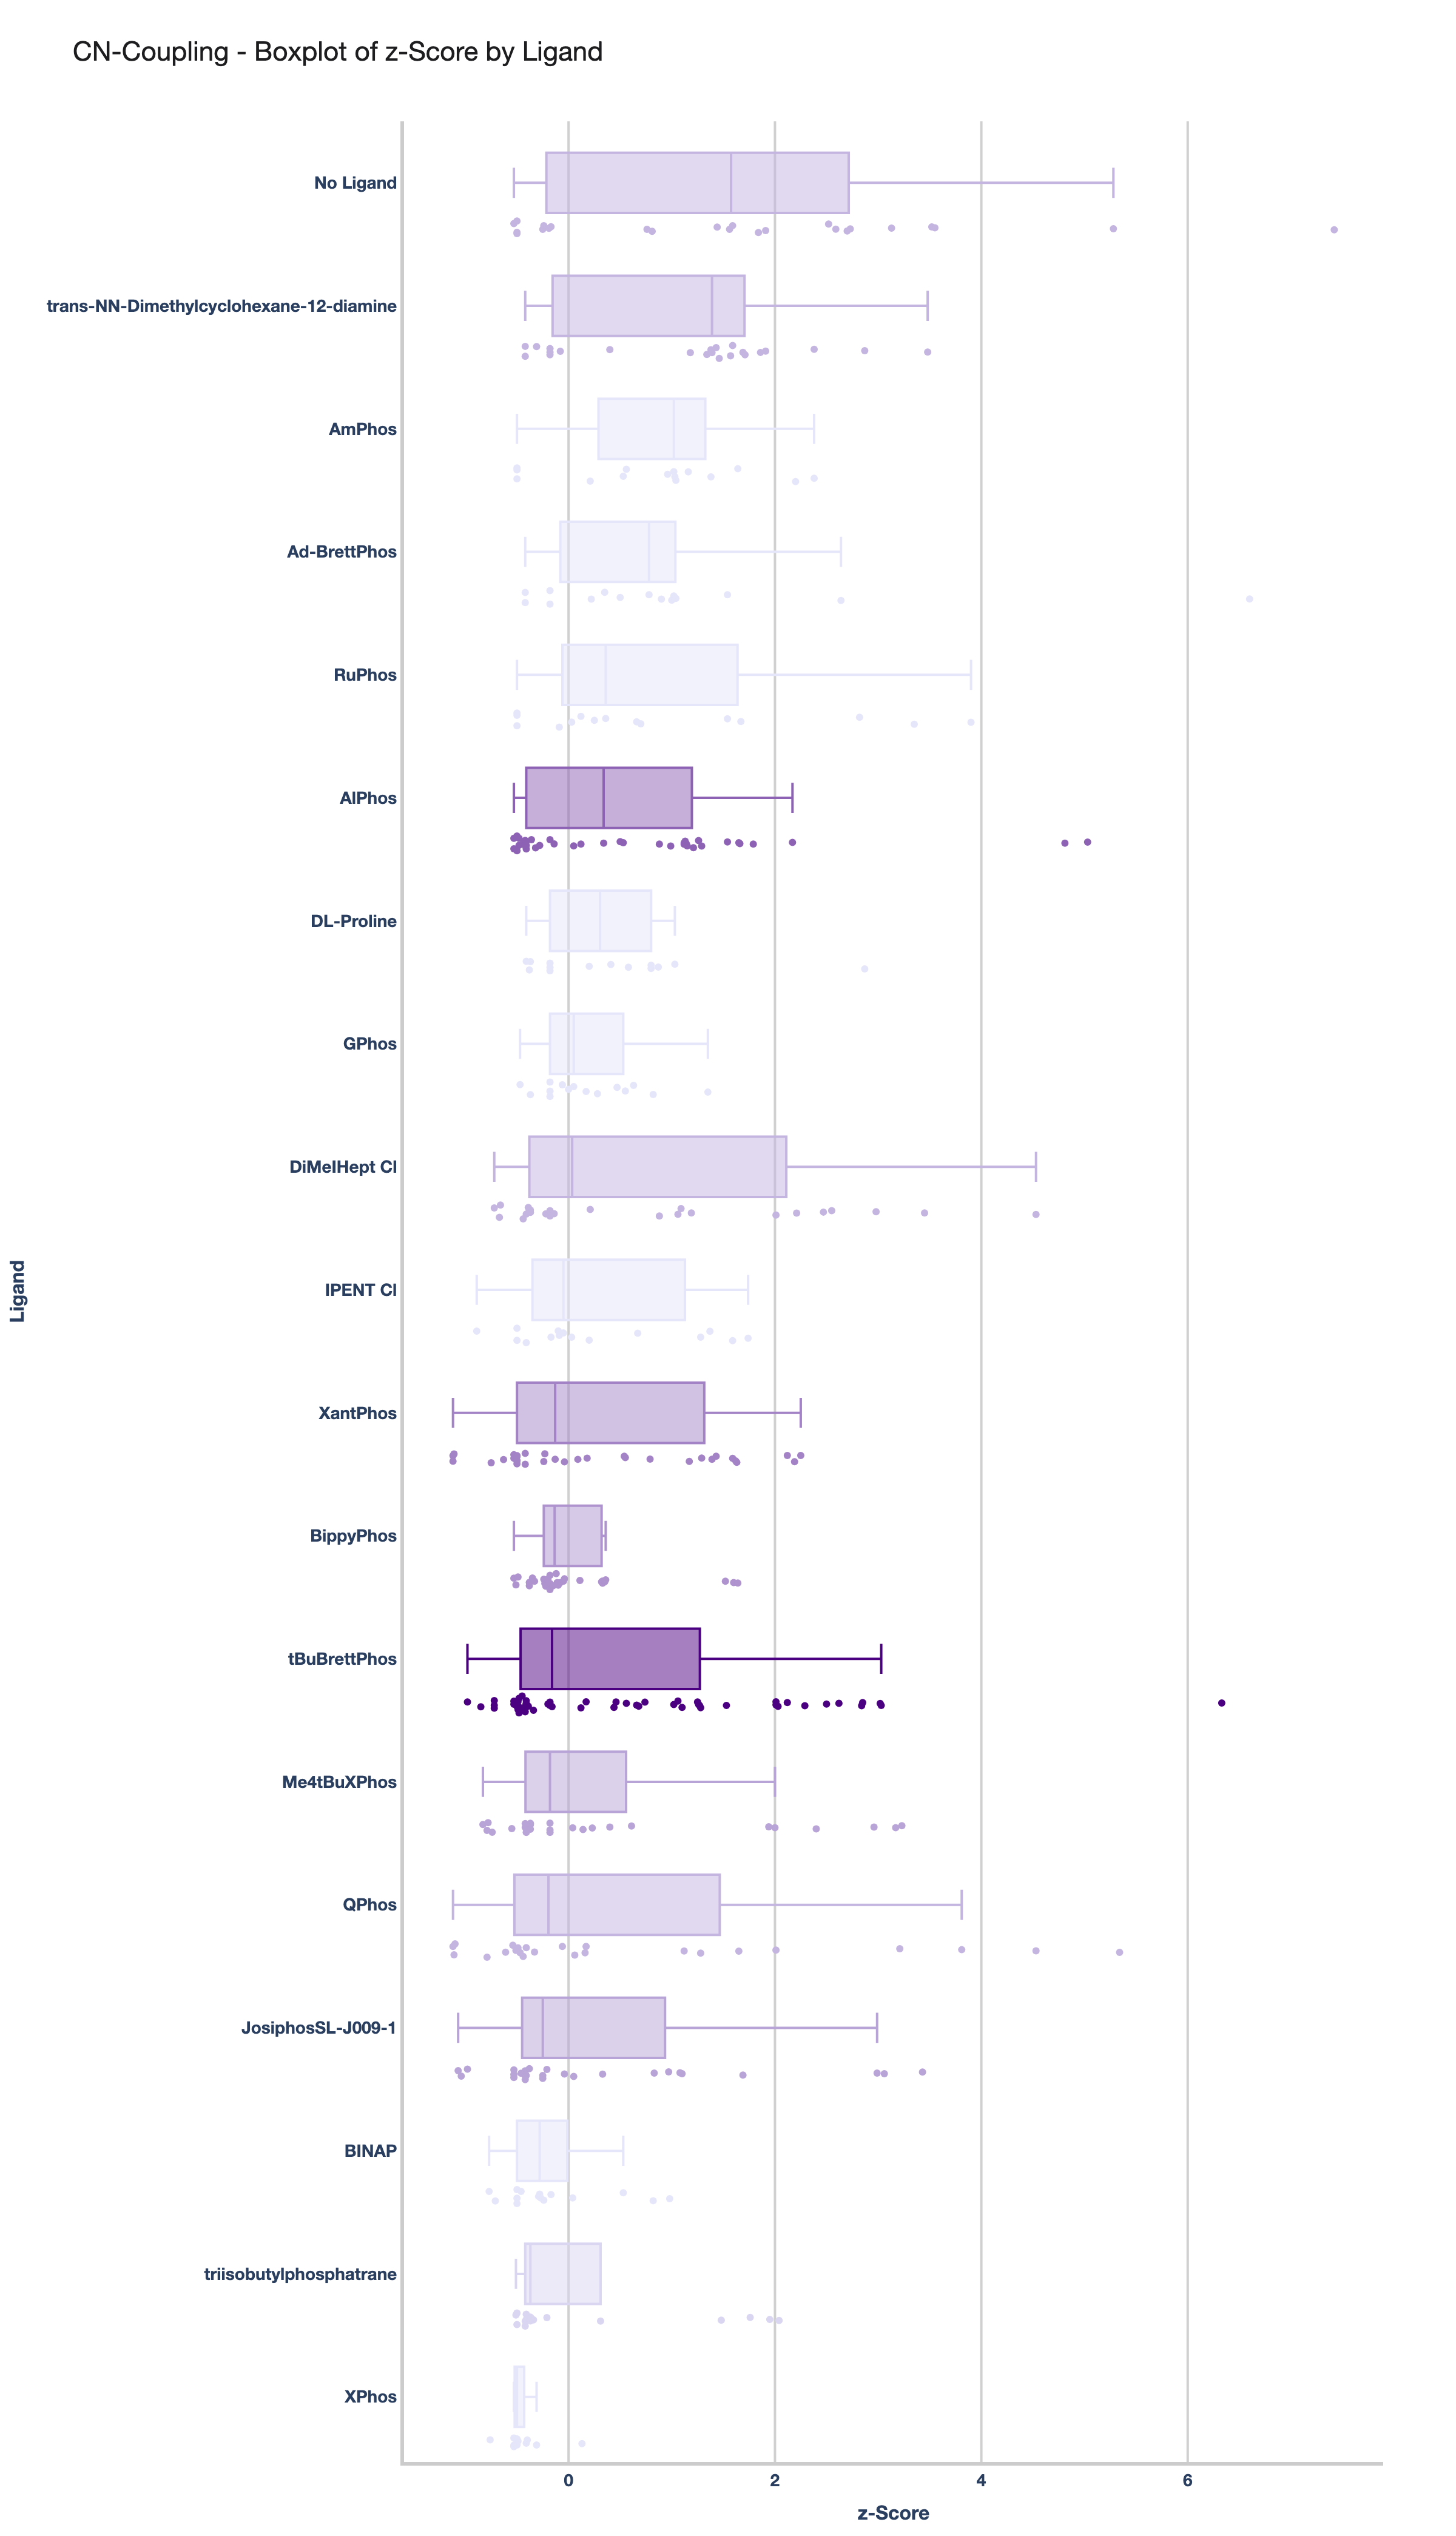 CN-Coupling - Boxplot of z-Score by Ligand
No Ligand
trans-NN-Dimethylcyclohexane-12-diamine
AmPhos
Ad-BrettPhos
RuPhos
AlPhos
DL-Proline
GPhos
DiMeIHept Cl
IPENT Cl
XantPhos
BippyPhos
tBuBrettPhos
Me4tBuXPhos
QPhos
JosiphosSL-J009-1
BINAP
triisobutylphosphatrane
XPhos
Ligand
0 2 4 6
z-Score